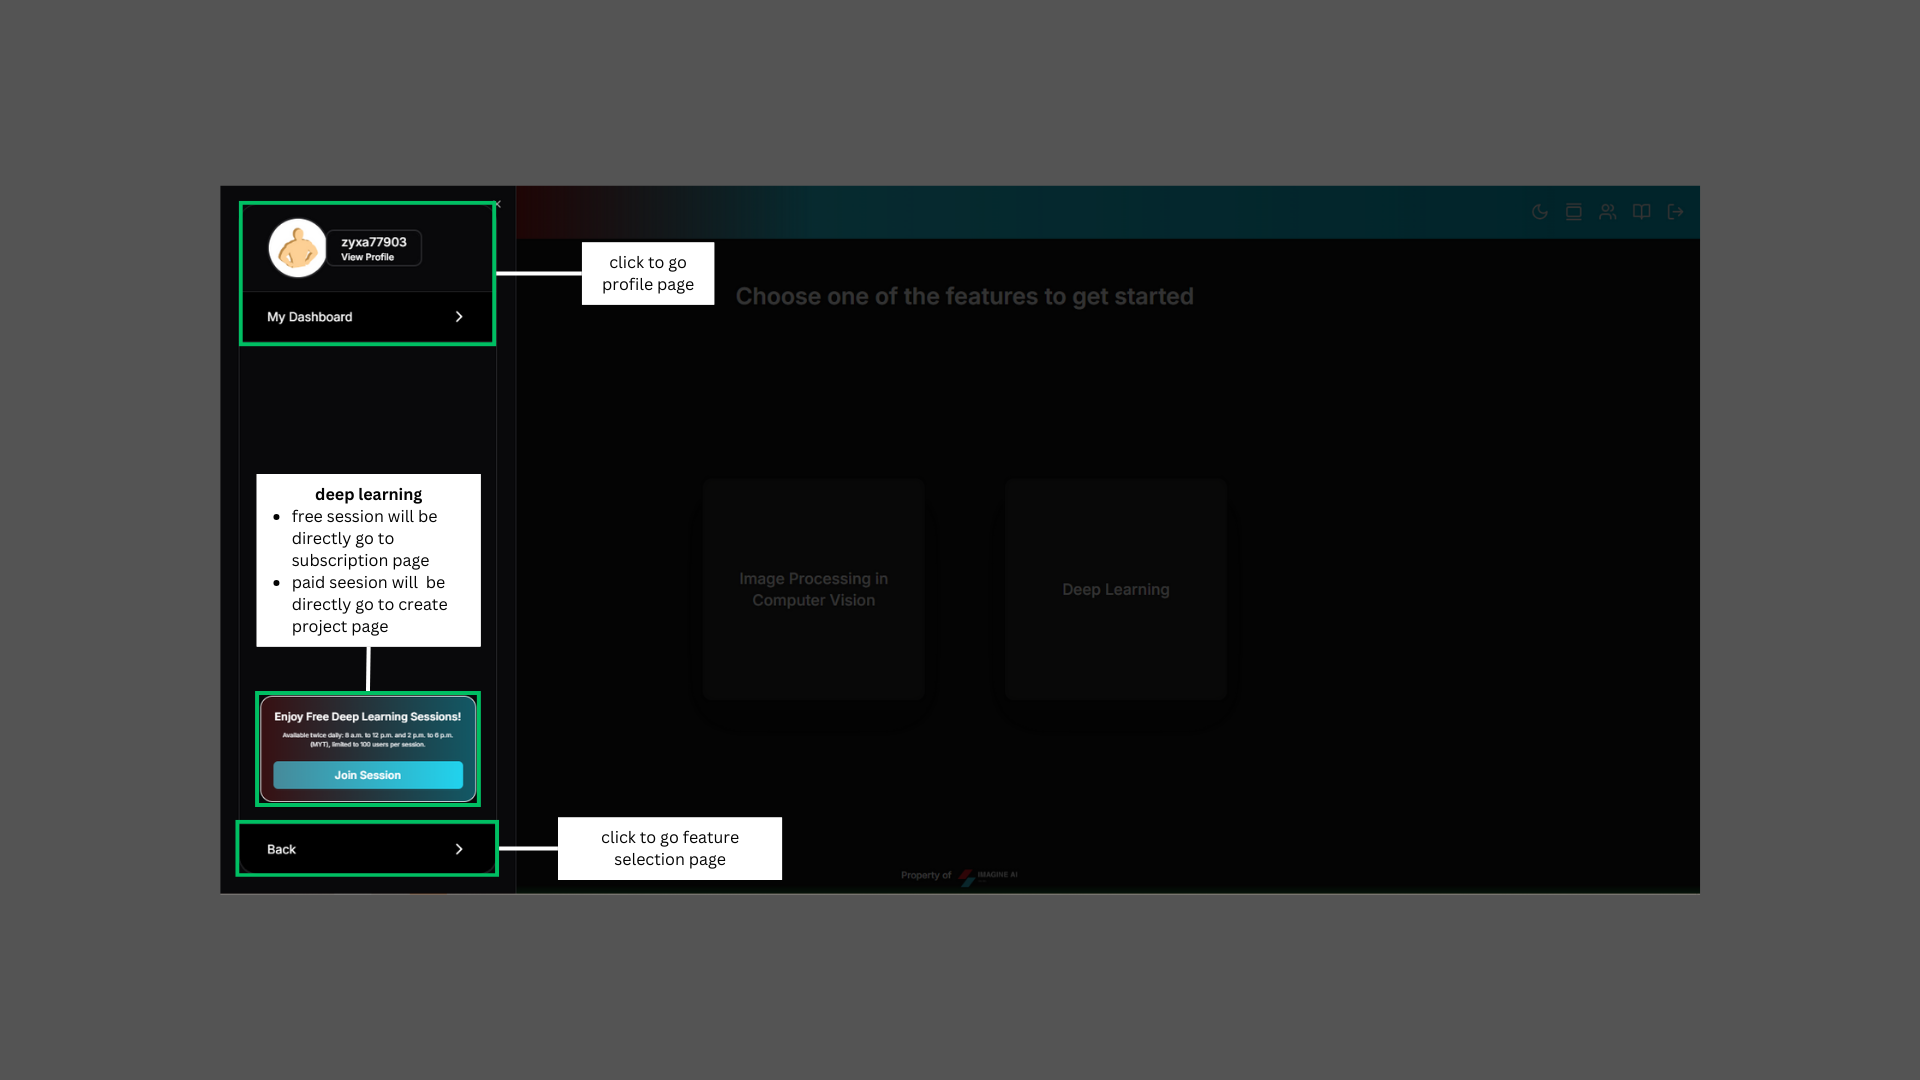 zyxa77903
View Profile
click to go
profile page
Choose one of the features to get started
My Dashboard
deep learning
• free session will be
directly go to
subscription page
• paid seesion will be
directly go to create
project page
Image Processing in
Computer Vision
Deep Learning
Enjoy Free Deep Learning Sessions!
Available twice daily: 8 a.m. to 12 p.m. and 2 p.m. to 6 p.m.
(MYT), limited to 100 users per session.
Join Session
click to go feature
selection page
Back
Property of IMAGINE AI